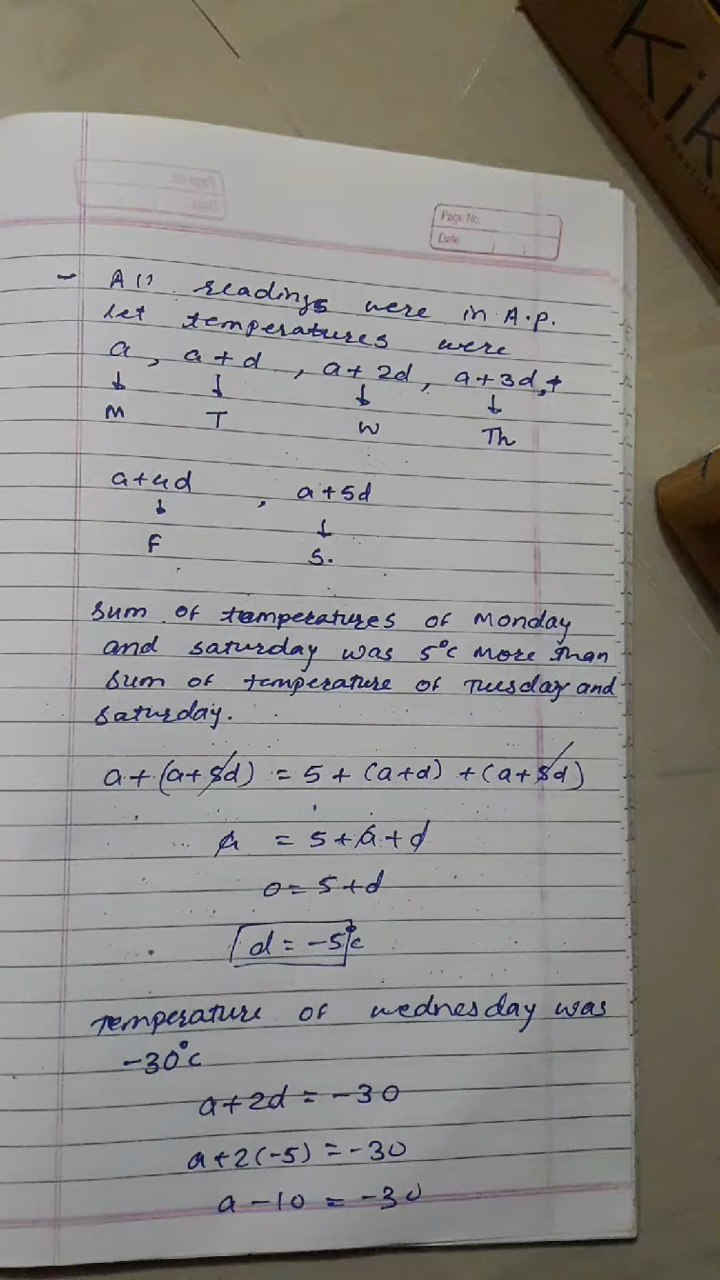 Kik
Page No.
Date
- All readings were in A.P.
let temperatures were
a, a+d, a+2d, a+3d,+
↓ ↓ ↓ ↓
M T W Th
a+4d, a+5d
↓ ↓
F S.
sum of temperatures of Monday
and saturday was 5°c more than
sum of temperature of Tuesday and
saturday.
a+(a+5d) = 5+(a+d)+(a+5d)
a = 5+a+d
0=5+d
d = -5°c
Temperature of wednesday was
-30°c
a+2d = -30
a+2(-5) = -30
a-10 = -30